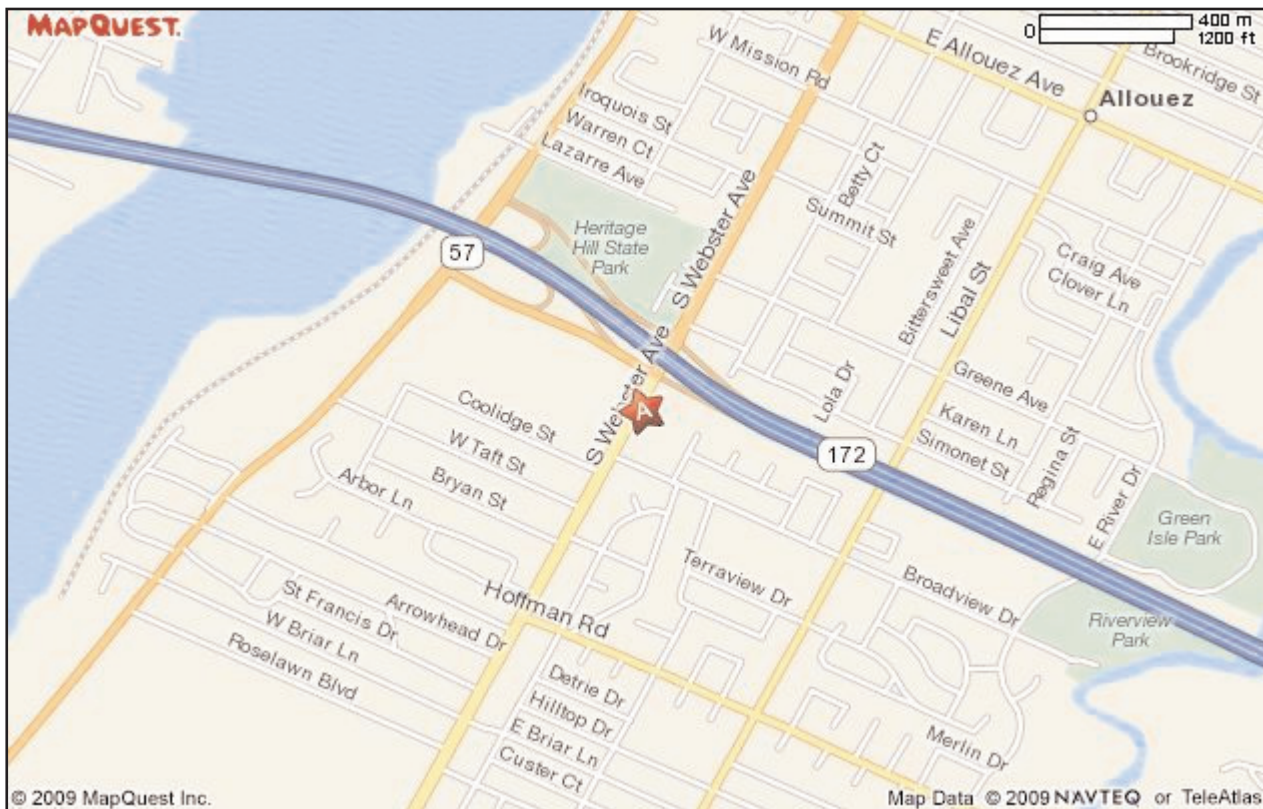 MAPQUEST.
0
400 m
1200 ft
W Mission Rd
E Allouez Ave
Brookridge St
Allouez
Iroquois St
Warren Ct
Lazarre Ave
Betty Ct
Summit St
S Webster Ave
Heritage
Hill State
Park
57
Bittersweet Ave
Libal St
Craig Ave
Clover Ln
S Webster Ave
A
Lola Dr
Greene Ave
Karen Ln
Simonet St
Regina St
172
Coolidge St
W Taft St
Bryan St
Arbor Ln
E River Dr
Green
Isle Park
Terraview Dr
Broadview Dr
Riverview
Park
Hoffman Rd
St Francis Dr
Arrowhead Dr
W Briar Ln
Roselawn Blvd
Detrie Dr
Hilltop Dr
E Briar Ln
Custer Ct
Merlin Dr
© 2009 MapQuest Inc.
Map Data © 2009 NAVTEQ or TeleAtlas